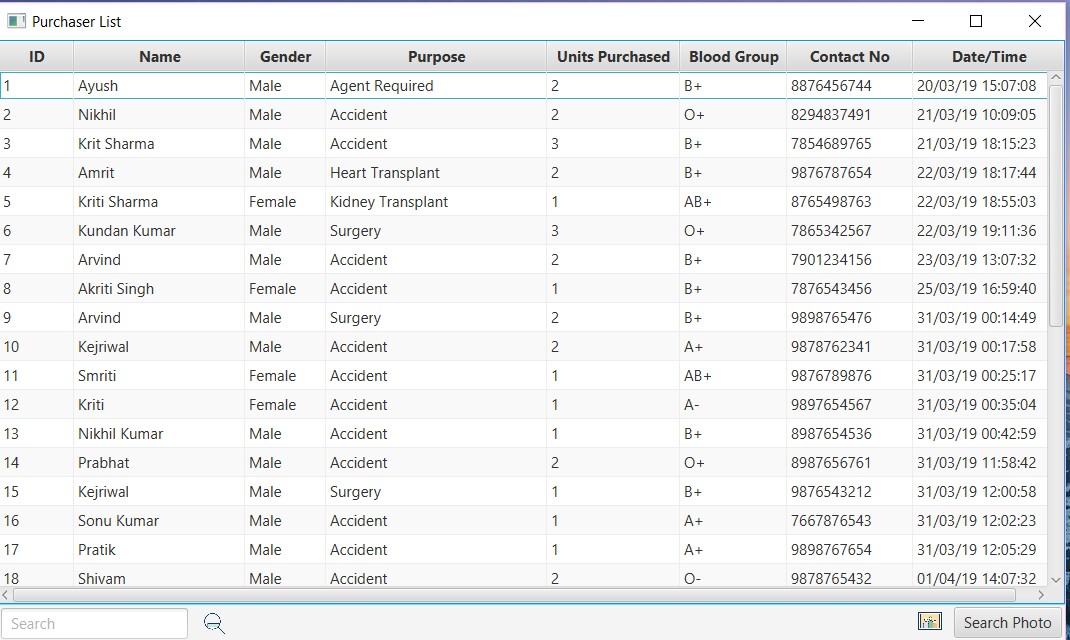 Purchaser List
ID Name Gender Purpose Units Purchased Blood Group Contact No Date/Time
1 Ayush Male Agent Required 2 B+ 8876456744 20/03/19 15:07:08
2 Nikhil Male Accident 2 O+ 8294837491 21/03/19 10:09:05
3 Krit Sharma Male Accident 3 B+ 7854689765 21/03/19 18:15:23
4 Amrit Male Heart Transplant 2 B+ 9876787654 22/03/19 18:17:44
5 Kriti Sharma Female Kidney Transplant 1 AB+ 8765498763 22/03/19 18:55:03
6 Kundan Kumar Male Surgery 3 O+ 7865342567 22/03/19 19:11:36
7 Arvind Male Accident 2 B+ 7901234156 23/03/19 13:07:32
8 Akriti Singh Female Accident 1 B+ 7876543456 25/03/19 16:59:40
9 Arvind Male Surgery 2 B+ 9898765476 31/03/19 00:14:49
10 Kejriwal Male Accident 2 A+ 9878762341 31/03/19 00:17:58
11 Smriti Female Accident 1 AB+ 9876789876 31/03/19 00:25:17
12 Kriti Female Accident 1 A- 9897654567 31/03/19 00:35:04
13 Nikhil Kumar Male Accident 1 B+ 8987654536 31/03/19 00:42:59
14 Prabhat Male Accident 2 O+ 8987656761 31/03/19 11:58:42
15 Kejriwal Male Surgery 1 B+ 9876543212 31/03/19 12:00:58
16 Sonu Kumar Male Accident 1 A+ 7667876543 31/03/19 12:02:23
17 Pratik Male Accident 1 A+ 9898767654 31/03/19 12:05:29
18 Shivam Male Accident 2 O- 9878765432 01/04/19 14:07:32
Search Search Photo